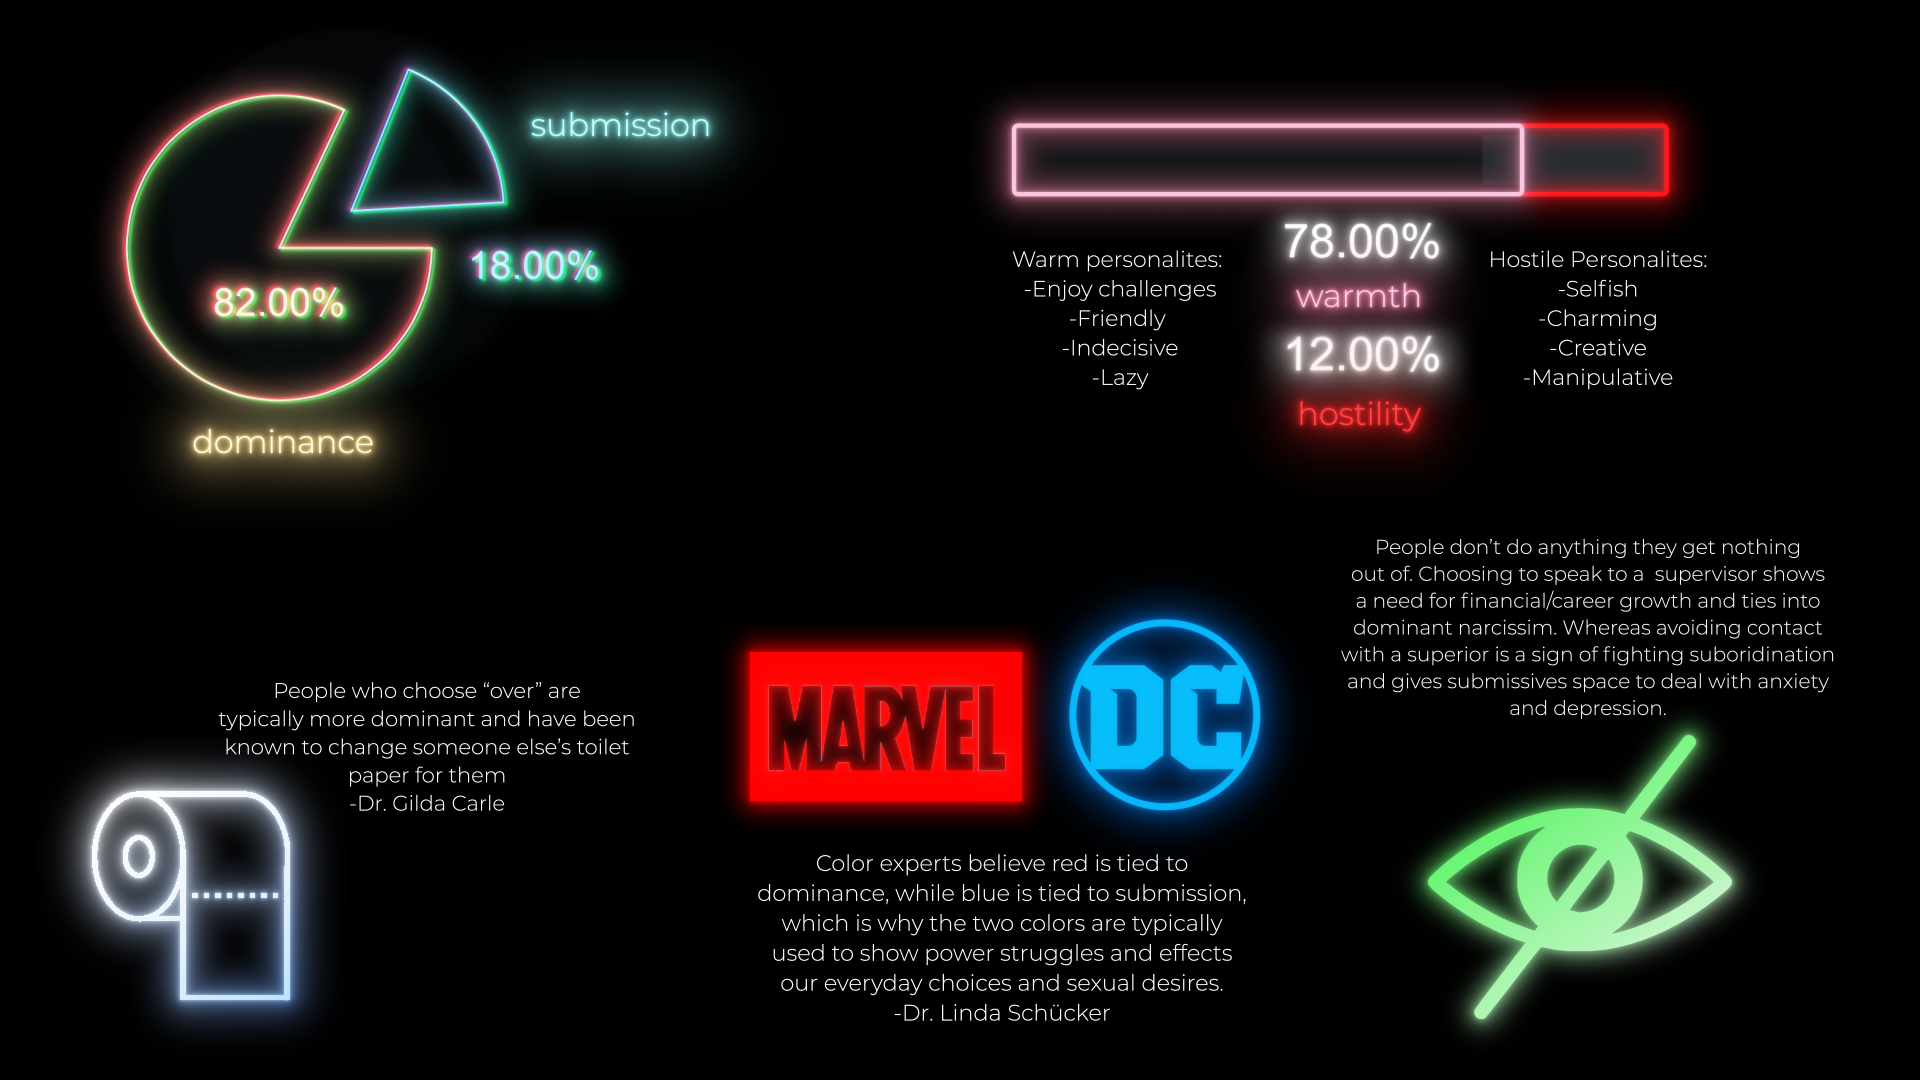 submission
18.00%
82.00%
dominance
78.00%
warmth
12.00%
hostility
Warm personalites:
-Enjoy challenges
-Friendly
-Indecisive
-Lazy
Hostile Personalites:
-Selfish
-Charming
-Creative
-Manipulative
People who choose “over” are
typically more dominant and have been
known to change someone else’s toilet
paper for them
-Dr. Gilda Carle
MARVEL
DC
Color experts believe red is tied to
dominance, while blue is tied to submission,
which is why the two colors are typically
used to show power struggles and effects
our everyday choices and sexual desires.
-Dr. Linda Schücker
People don’t do anything they get nothing
out of. Choosing to speak to a  supervisor shows
a need for financial/career growth and ties into
dominant narcissim. Whereas avoiding contact
with a superior is a sign of fighting suboridination
and gives submissives space to deal with anxiety
and depression.